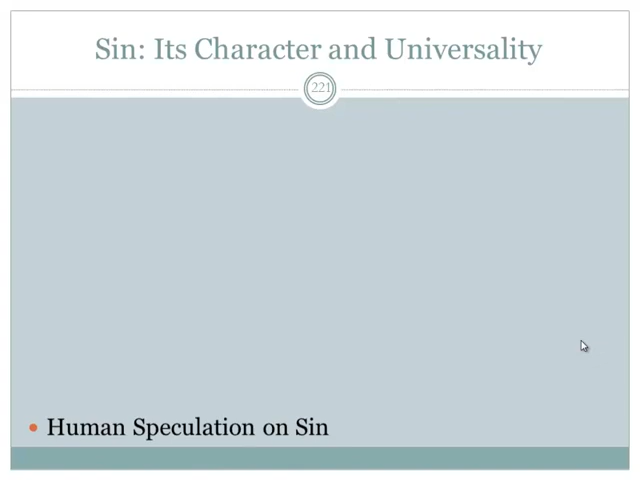 Sin: Its Character and Universality
221
Human Speculation on Sin